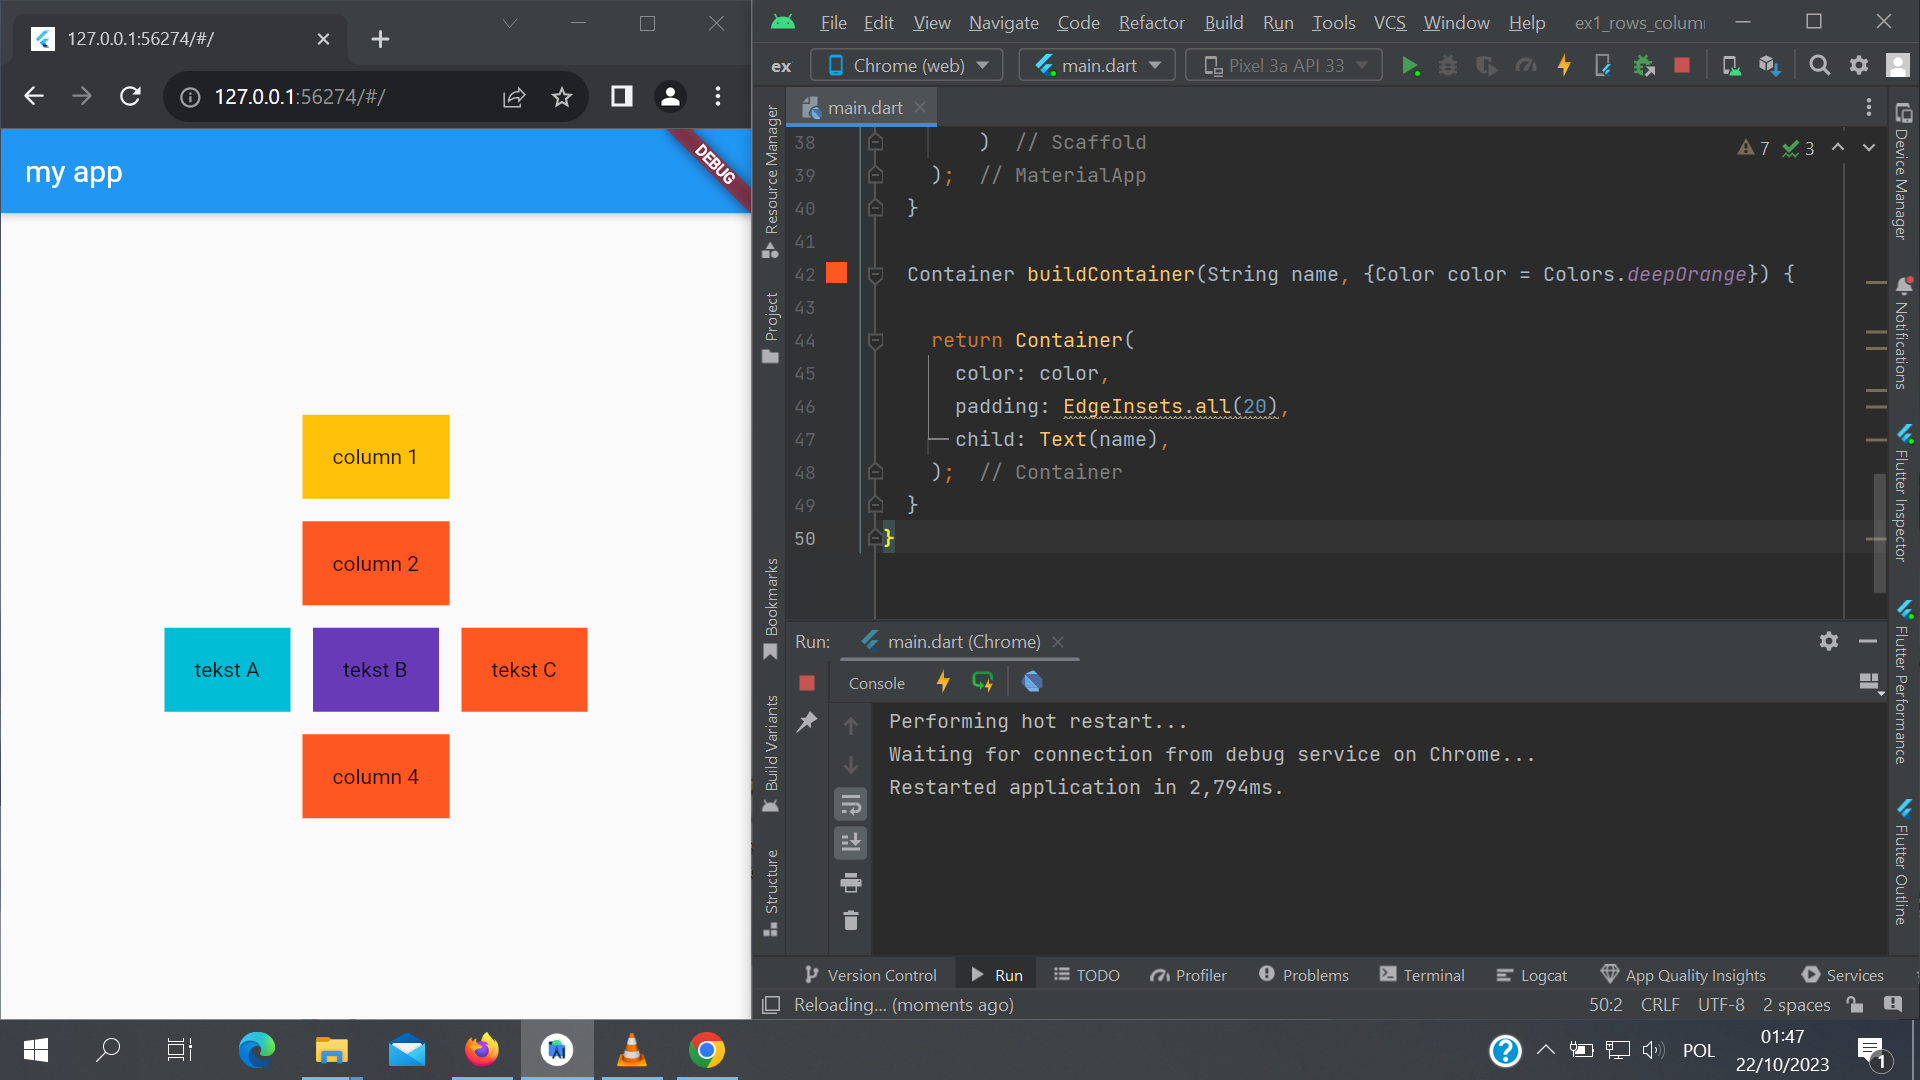 127.0.0.1:56274/#/
127.0.0.1:56274/#/
my app
DEBUG
column 1
column 2
tekst A tekst B tekst C
column 4
File Edit View Navigate Code Refactor Build Run Tools VCS Window Help ex1_rows_colum
ex Chrome (web) main.dart Pixel 3a API 33
main.dart
7 3
38 ) // Scaffold
39 ); // MaterialApp
40 }
41
42 Container buildContainer(String name, {Color color = Colors.deepOrange}) {
43
44 return Container(
45 color: color,
46 padding: EdgeInsets.all(20),
47 child: Text(name),
48 ); // Container
49 }
50 }
Resource Manager
Project
Bookmarks
Build Variants
Structure
Device Manager
Notifications
Flutter Inspector
Flutter Performance
Flutter Outline
Run: main.dart (Chrome)
Console
Performing hot restart...
Waiting for connection from debug service on Chrome...
Restarted application in 2,794ms.
Version Control Run TODO Profiler Problems Terminal Logcat App Quality Insights Services
Reloading... (moments ago) 50:2 CRLF UTF-8 2 spaces
POL
01:47
22/10/2023
1